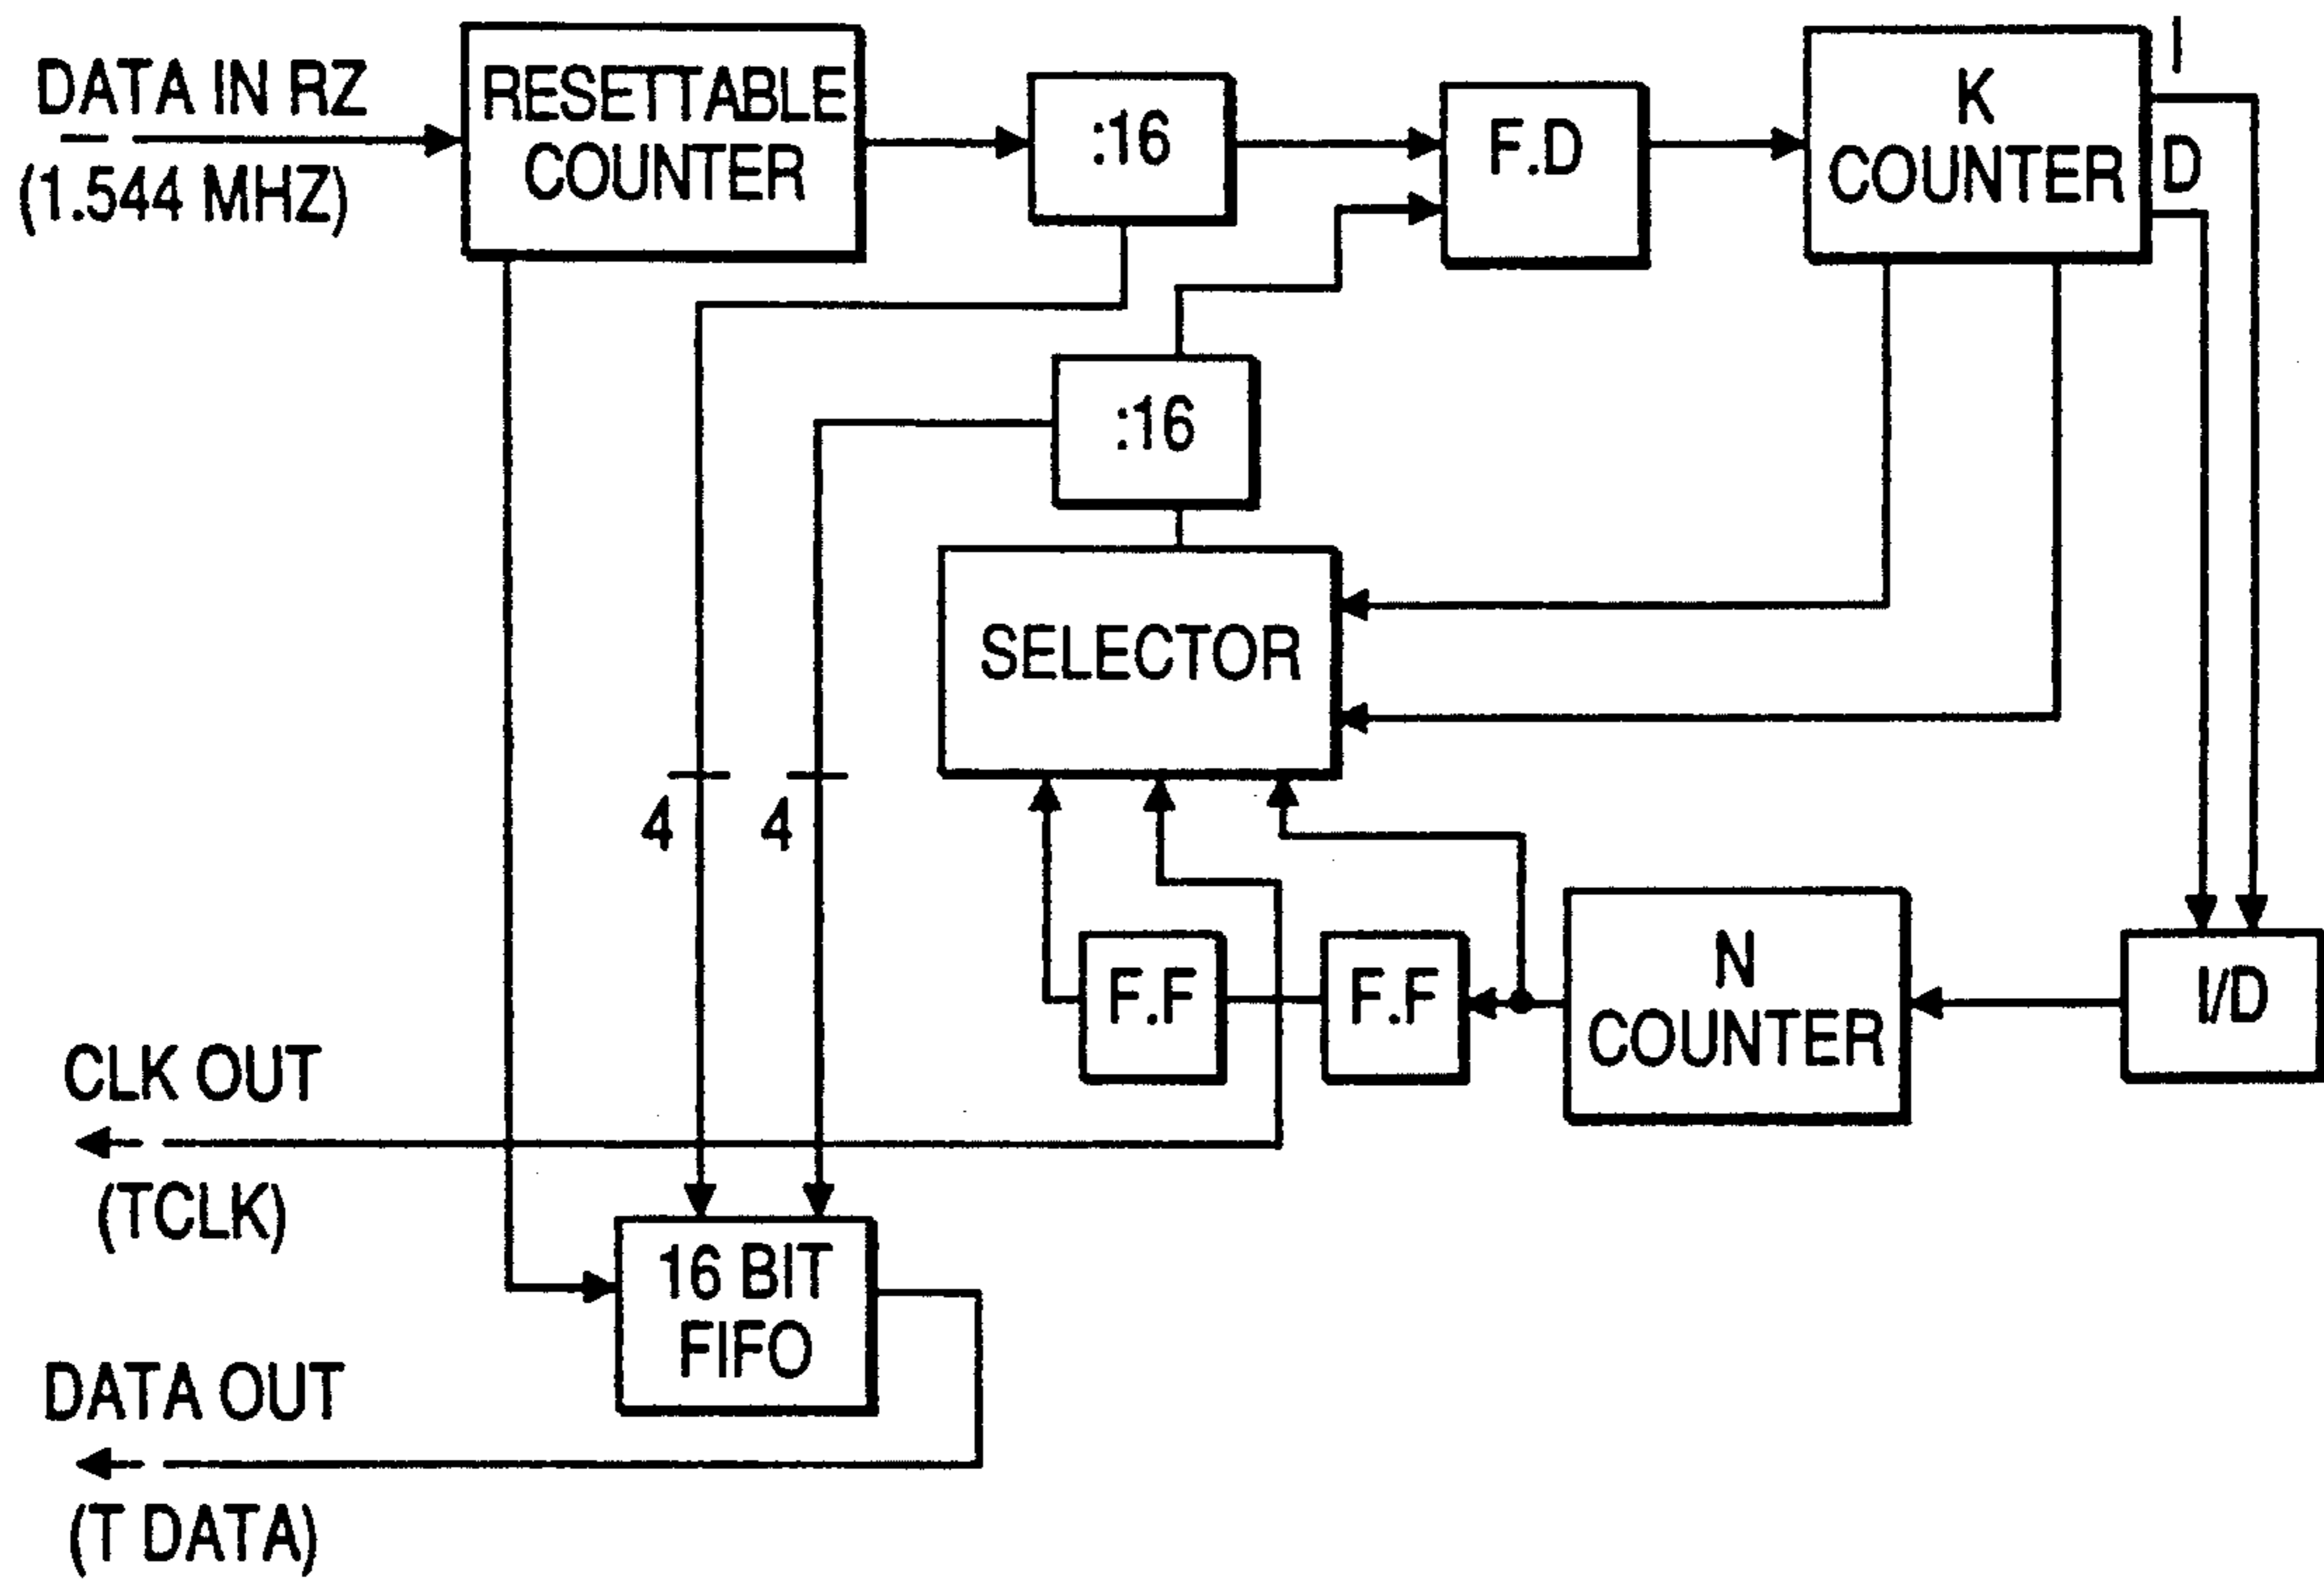 DATA IN RZ
(1.544 MHZ)
RESETTABLE
COUNTER
:16
F.D
K
COUNTER
I
D
:16
SELECTOR
4
4
F.F
F.F
N
COUNTER
I/D
CLK OUT
(TCLK)
16 BIT
FIFO
DATA OUT
(T DATA)